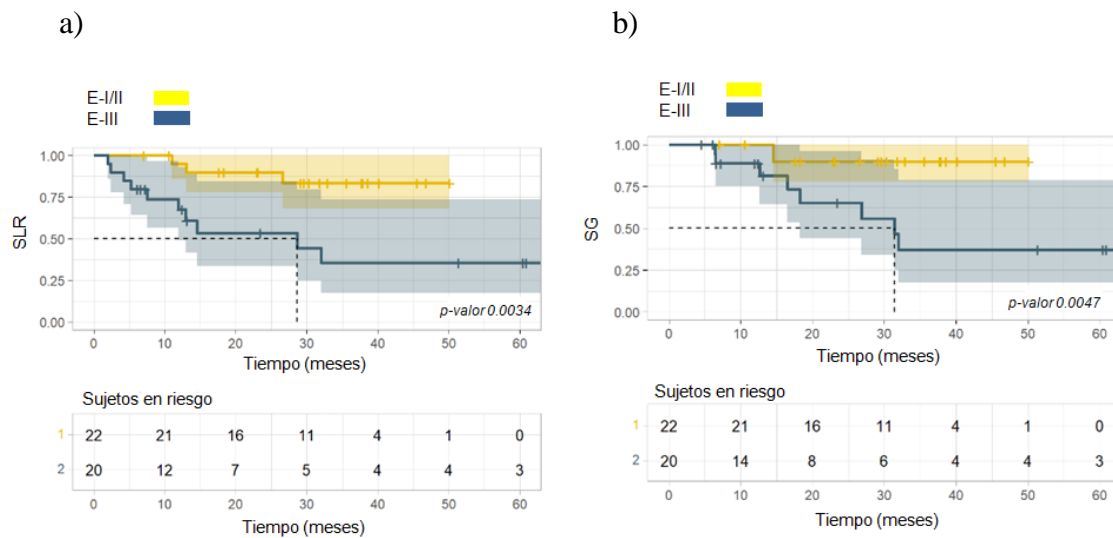 a)
E-I/II
E-III
1.00
0.75
0.50
0.25
0.00
SLR
p-valor 0.0034
0 10 20 30 40 50 60
Tiempo (meses)
Sujetos en riesgo
1 22 21 16 11 4 1 0
2 20 12 7 5 4 4 3
0 10 20 30 40 50 60
Tiempo (meses)
b)
E-I/II
E-III
1.00
0.75
0.50
0.25
0.00
SG
p-valor 0.0047
0 10 20 30 40 50 60
Tiempo (meses)
Sujetos en riesgo
1 22 21 16 11 4 1 0
2 20 14 8 6 4 4 3
0 10 20 30 40 50 60
Tiempo (meses)